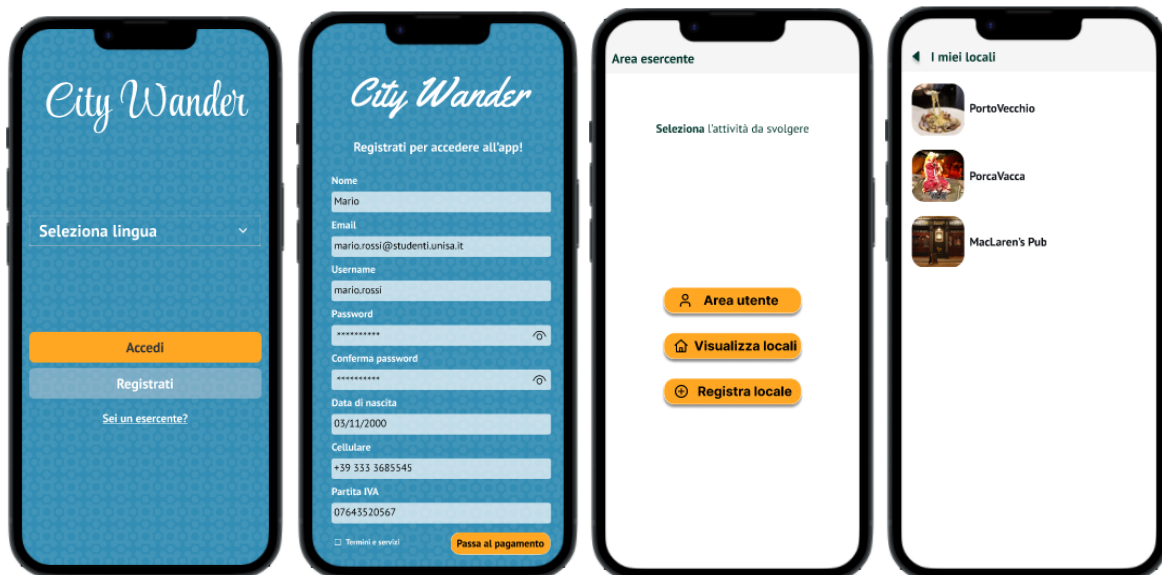 City Wander
Seleziona lingua
Accedi
Registrati
Sei un esercente?
City Wander
Registrati per accedere all'app!
Nome
Mario
Email
mario.rossi@studenti.unisa.it
Username
mario.rossi
Password
**********
Conferma password
**********
Data di nascita
03/11/2000
Cellulare
+39 333 3685545
Partita IVA
07643520567
Termini e servizi
Passa al pagamento
Area esercente
Seleziona l'attività da svolgere
Area utente
Visualizza locali
Registra locale
I miei locali
PortoVecchio
PorcaVacca
MacLaren's Pub